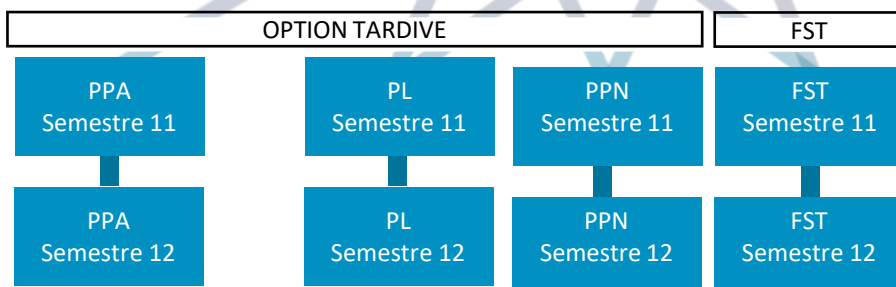 OPTION TARDIVE
FST
PPA
Semestre 11
PL
Semestre 11
PPN
Semestre 11
FST
Semestre 11
PPA
Semestre 12
PL
Semestre 12
PPN
Semestre 12
FST
Semestre 12